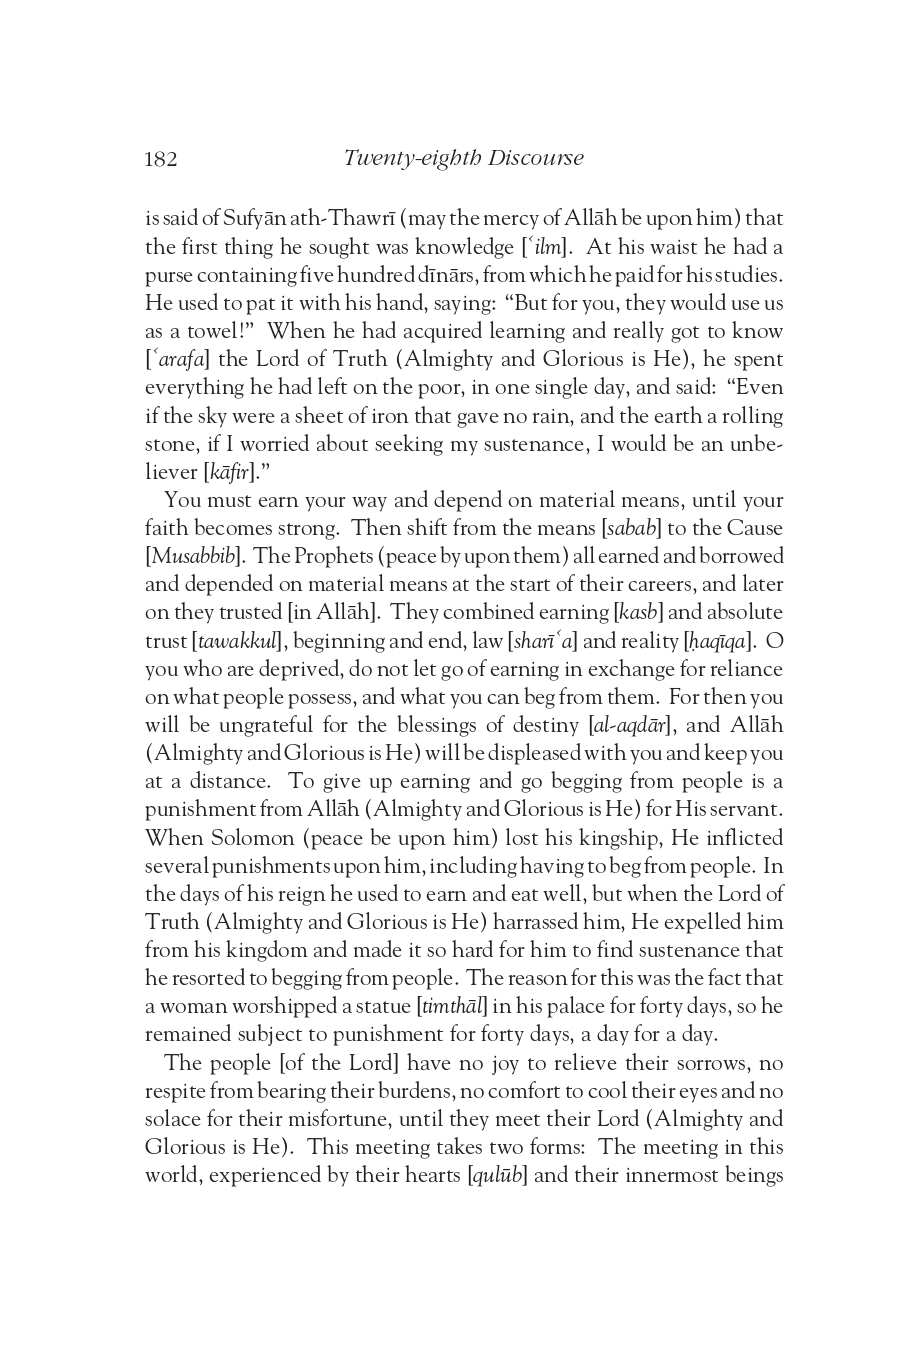 182 Twenty-eighth Discourse
is said of Sufyān ath-Thawrī (may the mercy of Allāh be upon him) that
the first thing he sought was knowledge [ʿilm]. At his waist he had a
purse containing five hundred dīnārs, from which he paid for his studies.
He used to pat it with his hand, saying: “But for you, they would use us
as a towel!” When he had acquired learning and really got to know
[ʿarafa] the Lord of Truth (Almighty and Glorious is He), he spent
everything he had left on the poor, in one single day, and said: “Even
if the sky were a sheet of iron that gave no rain, and the earth a rolling
stone, if I worried about seeking my sustenance, I would be an unbe-
liever [kāfir].”
You must earn your way and depend on material means, until your
faith becomes strong. Then shift from the means [sabab] to the Cause
[Musabbib]. The Prophets (peace by upon them) all earned and borrowed
and depended on material means at the start of their careers, and later
on they trusted [in Allāh]. They combined earning [kasb] and absolute
trust [tawakkul], beginning and end, law [sharīʿa] and reality [ḥaqīqa]. O
you who are deprived, do not let go of earning in exchange for reliance
on what people possess, and what you can beg from them. For then you
will be ungrateful for the blessings of destiny [al-aqdār], and Allāh
(Almighty and Glorious is He) will be displeased with you and keep you
at a distance. To give up earning and go begging from people is a
punishment from Allāh (Almighty and Glorious is He) for His servant.
When Solomon (peace be upon him) lost his kingship, He inflicted
several punishments upon him, including having to beg from people. In
the days of his reign he used to earn and eat well, but when the Lord of
Truth (Almighty and Glorious is He) harrassed him, He expelled him
from his kingdom and made it so hard for him to find sustenance that
he resorted to begging from people. The reason for this was the fact that
a woman worshipped a statue [timthāl] in his palace for forty days, so he
remained subject to punishment for forty days, a day for a day.
The people [of the Lord] have no joy to relieve their sorrows, no
respite from bearing their burdens, no comfort to cool their eyes and no
solace for their misfortune, until they meet their Lord (Almighty and
Glorious is He). This meeting takes two forms: The meeting in this
world, experienced by their hearts [qulūb] and their innermost beings